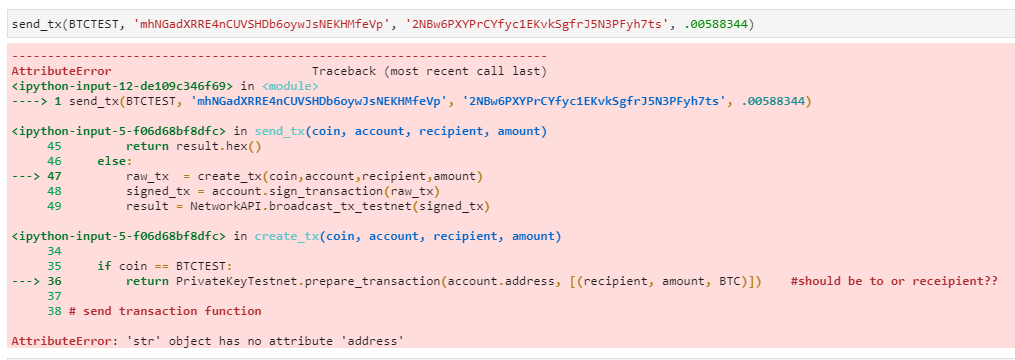 send_tx(BTCTEST, 'mhNGadXRRE4nCUVSHDb6oywJsNEKHMfeVp', '2NBw6PXYPrCYfyc1EKvkSgfrJ5N3PFyh7ts', .00588344)
---------------------------------------------------------------------------
AttributeError                            Traceback (most recent call last)
<ipython-input-12-de109c346f69> in <module>
----> 1 send_tx(BTCTEST, 'mhNGadXRRE4nCUVSHDb6oywJsNEKHMfeVp', '2NBw6PXYPrCYfyc1EKvkSgfrJ5N3PFyh7ts', .00588344)
<ipython-input-5-f06d68bf8dfc> in send_tx(coin, account, recipient, amount)
     45         return result.hex()
     46     else:
---> 47         raw_tx  = create_tx(coin,account,recipient,amount)
     48         signed_tx = account.sign_transaction(raw_tx)
     49         result = NetworkAPI.broadcast_tx_testnet(signed_tx)
<ipython-input-5-f06d68bf8dfc> in create_tx(coin, account, recipient, amount)
     34
     35     if coin == BTCTEST:
---> 36         return PrivateKeyTestnet.prepare_transaction(account.address, [(recipient, amount, BTC)])    #should be to or receipient??
     37
     38 # send transaction function
AttributeError: 'str' object has no attribute 'address'